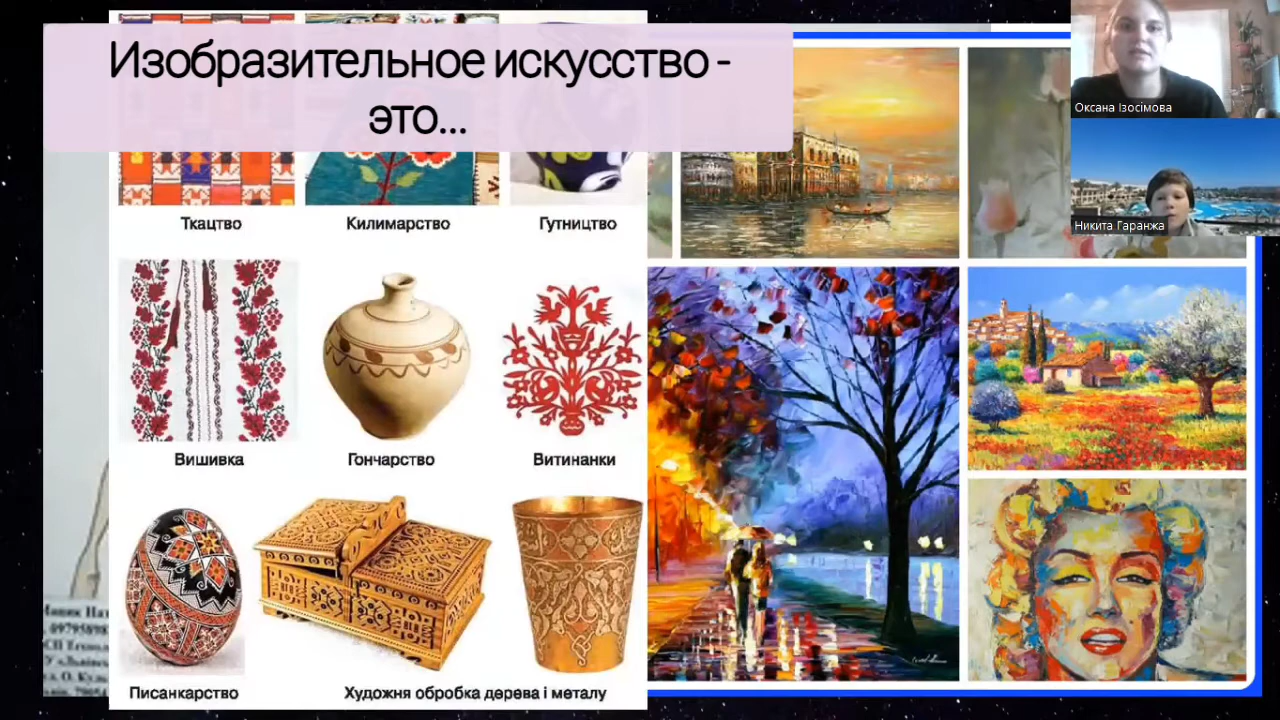 Изобразительное искусство -
это...
Оксана Ізосімова
Никита Гаранжа
Ткацтво
Килимарство
Гутництво
Вишивка
Гончарство
Витинанки
Писанкарство
Художня обробка дерева і металу